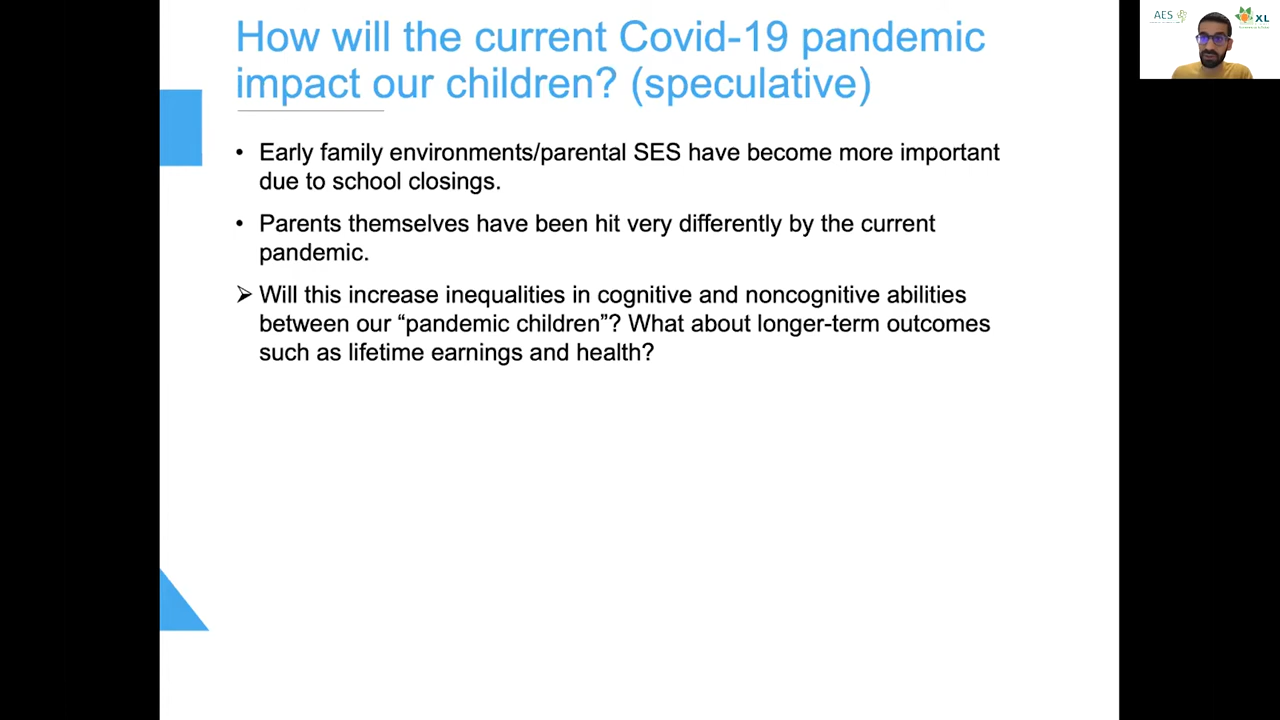 How will the current Covid-19 pandemic
impact our children? (speculative)
• Early family environments/parental SES have become more important
due to school closings.
• Parents themselves have been hit very differently by the current
pandemic.
➢ Will this increase inequalities in cognitive and noncognitive abilities
between our “pandemic children”? What about longer-term outcomes
such as lifetime earnings and health?
AES
XL